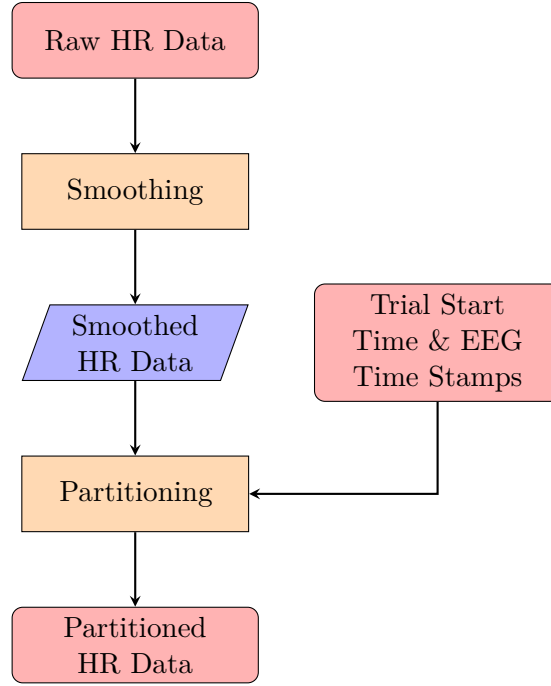 Raw HR Data
Smoothing
Smoothed
HR Data
Trial Start
Time & EEG
Time Stamps
Partitioning
Partitioned
HR Data